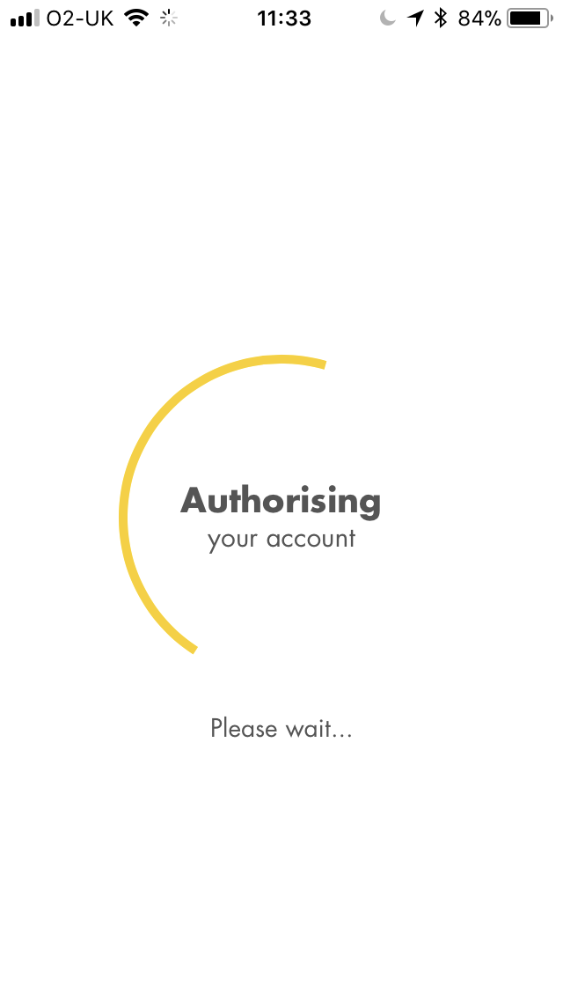 O2-UK 11:33 84%
Authorising
your account
Please wait...